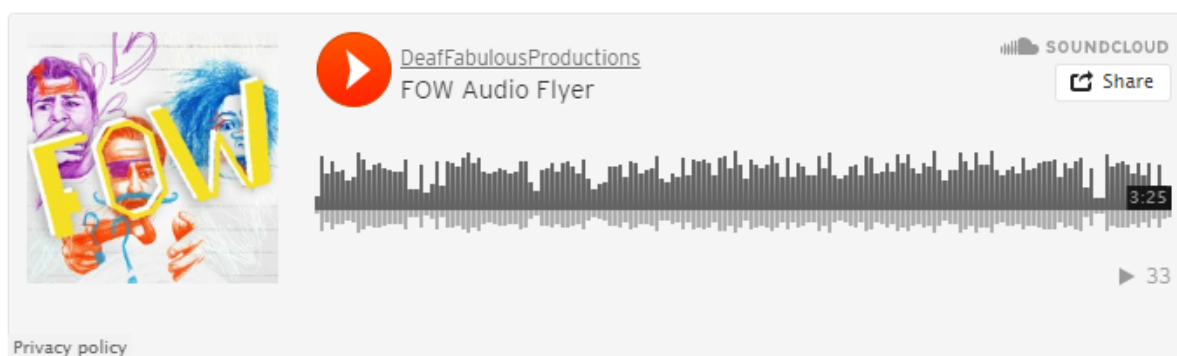 FOW
DeafFabulousProductions
FOW Audio Flyer
SOUNDCLOUD
Share
3:25
33
Privacy policy